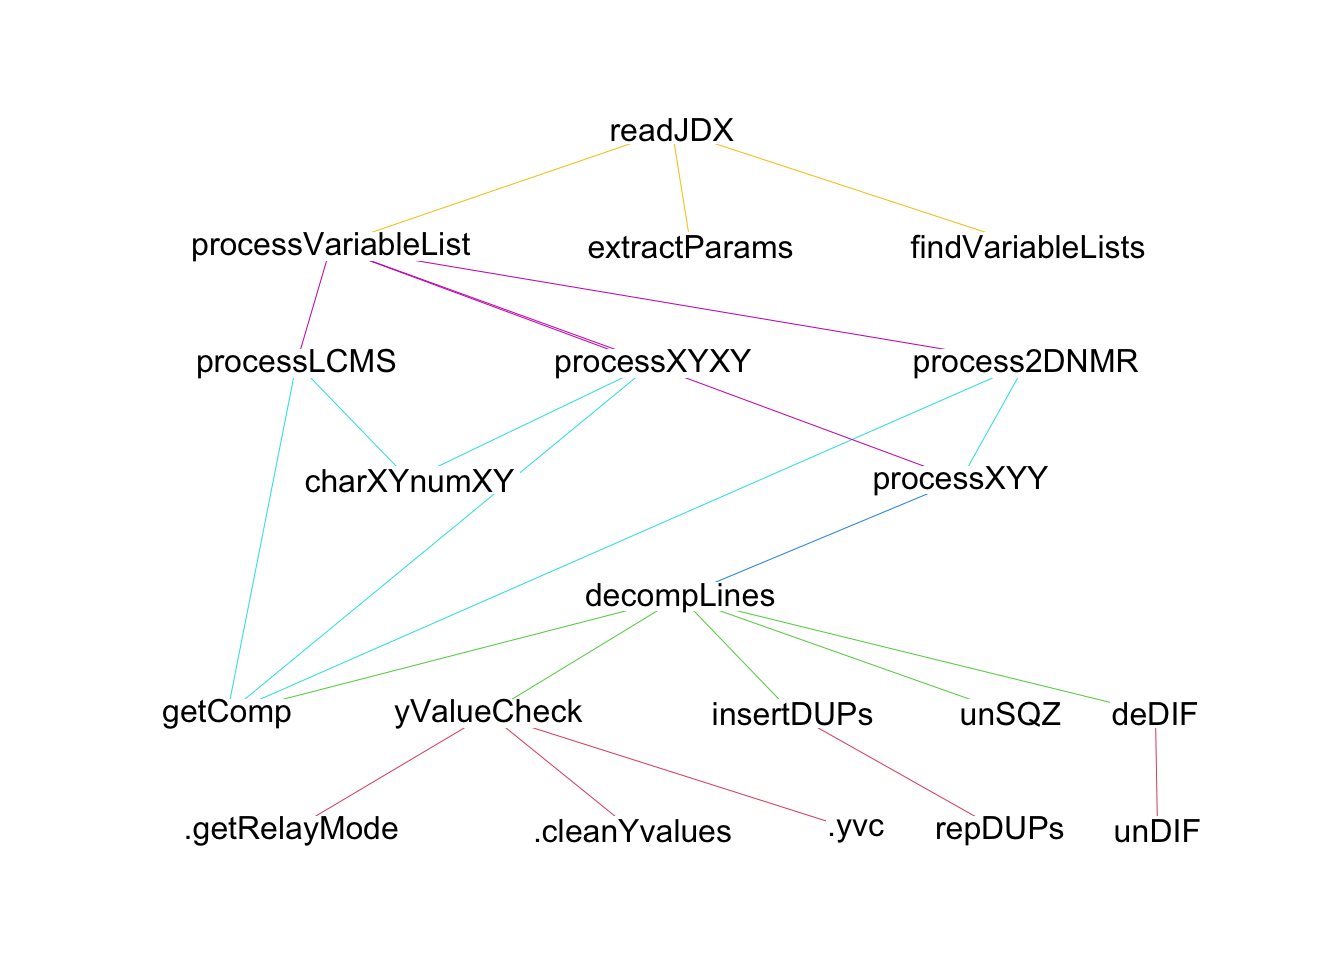 readJDX
processVariableList
extractParams
findVariableLists
processLCMS
processXYXY
process2DNMR
charXYnumXY
processXYY
decompLines
getComp
yValueCheck
insertDUPs
unSQZ
deDIF
.getRelayMode
.cleanYvalues
.yvc
repDUPs
unDIF